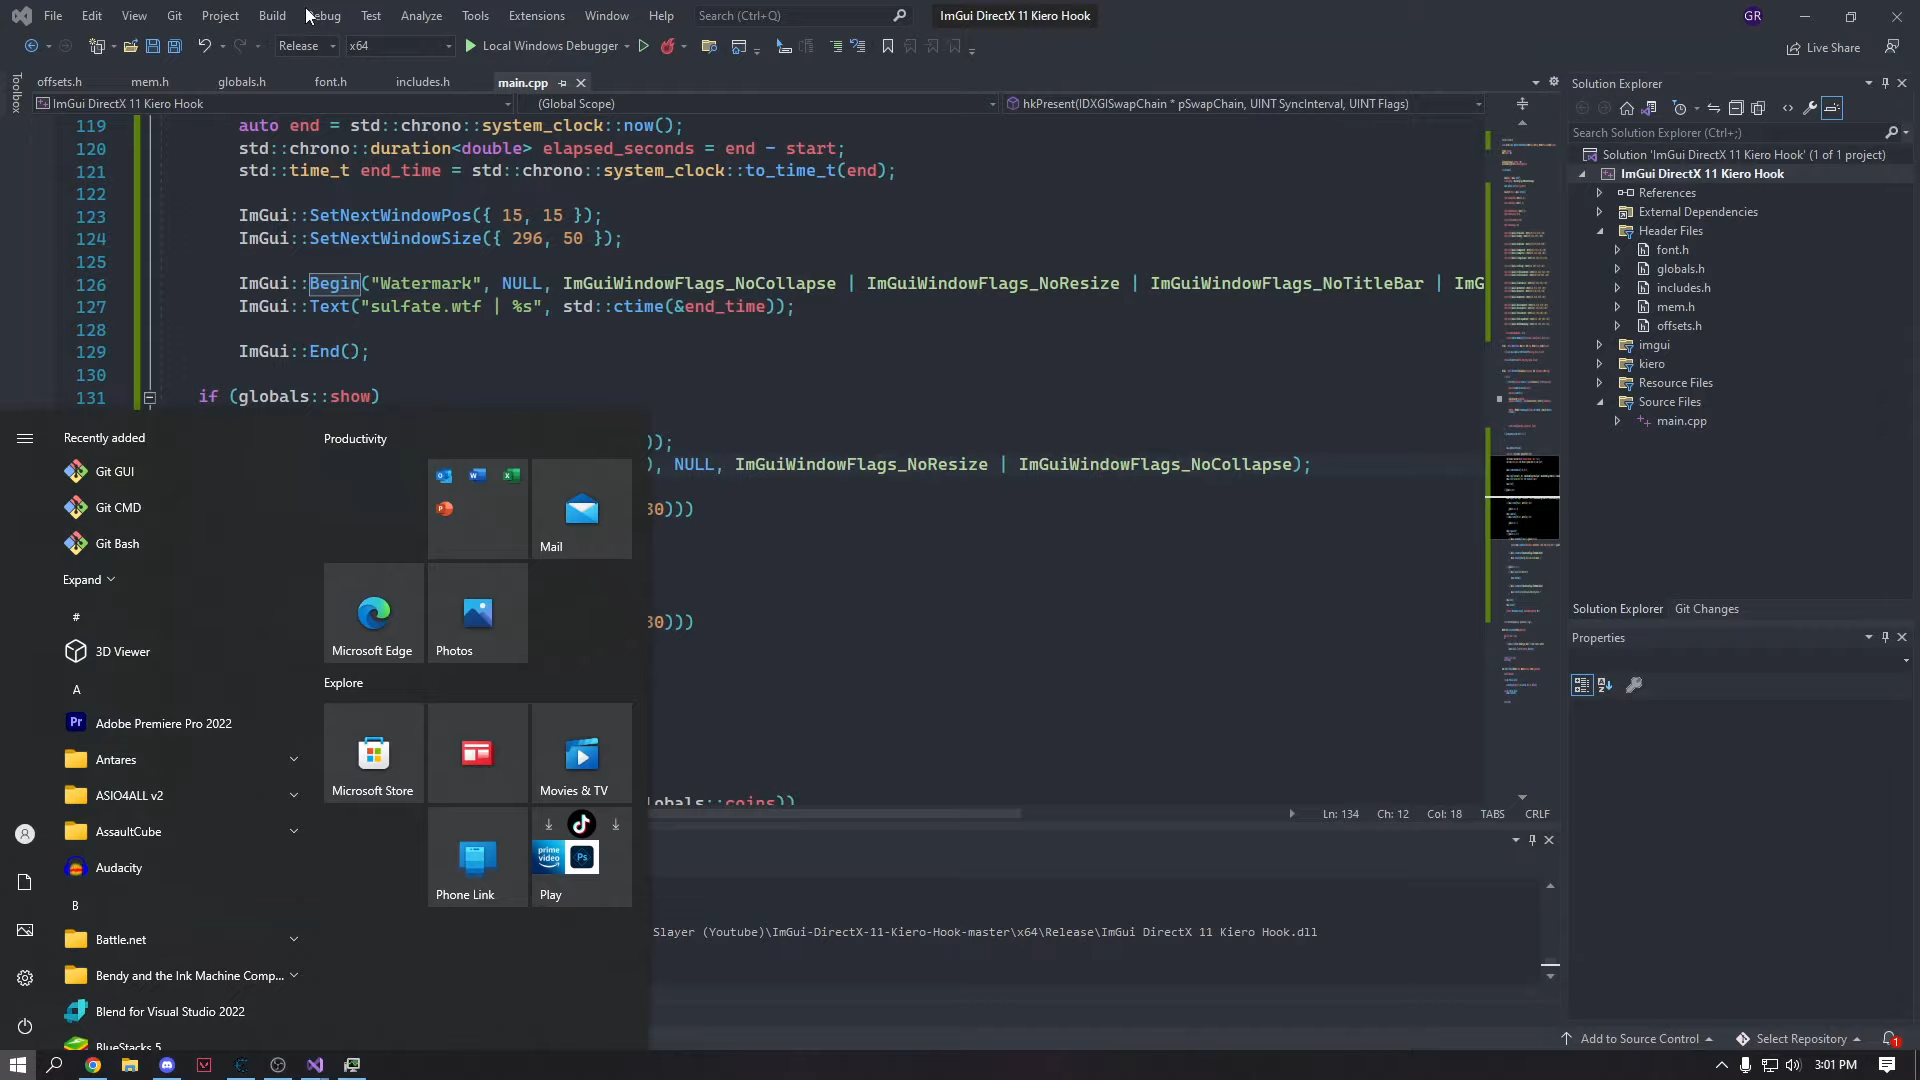 File Edit View Git Project Build Debug Test Analyze Tools Extensions Window Help Search (Ctrl+Q) ImGui DirectX 11 Kiero Hook GR
Release x64 Local Windows Debugger Live Share
Toolbox
offsets.h mem.h globals.h font.h includes.h main.cpp
ImGui DirectX 11 Kiero Hook (Global Scope) hkPresent(IDXGISwapChain * pSwapChain, UINT SyncInterval, UINT Flags)
119 auto end = std::chrono::system_clock::now();
120 std::chrono::duration<double> elapsed_seconds = end - start;
121 std::time_t end_time = std::chrono::system_clock::to_time_t(end);
122
123 ImGui::SetNextWindowPos({ 15, 15 });
124 ImGui::SetNextWindowSize({ 296, 50 });
125
126 ImGui::Begin("Watermark", NULL, ImGuiWindowFlags_NoCollapse | ImGuiWindowFlags_NoResize | ImGuiWindowFlags_NoTitleBar | ImG
127 ImGui::Text("sulfate.wtf | %s", std::ctime(&end_time));
128
129 ImGui::End();
130
131 if (globals::show)
));
), NULL, ImGuiWindowFlags_NoResize | ImGuiWindowFlags_NoCollapse);
30)))
30)))
lobals::coins))
Ln: 134 Ch: 12 Col: 18 TABS CRLF
Slayer (Youtube)\ImGui-DirectX-11-Kiero-Hook-master\x64\Release\ImGui DirectX 11 Kiero Hook.dll
Solution Explorer
Search Solution Explorer (Ctrl+;)
Solution 'ImGui DirectX 11 Kiero Hook' (1 of 1 project)
ImGui DirectX 11 Kiero Hook
References
External Dependencies
Header Files
font.h
globals.h
includes.h
mem.h
offsets.h
imgui
kiero
Resource Files
Source Files
main.cpp
Solution Explorer Git Changes
Properties
Recently added
Git GUI
Git CMD
Git Bash
Expand
#
3D Viewer
A
Adobe Premiere Pro 2022
Antares
ASIO4ALL v2
AssaultCube
Audacity
B
Battle.net
Bendy and the Ink Machine Comp...
Blend for Visual Studio 2022
BlueStacks 5
Productivity
Mail
Microsoft Edge Photos
Explore
Microsoft Store Movies & TV
prime video Ps
Phone Link Play
Add to Source Control Select Repository 1
3:01 PM